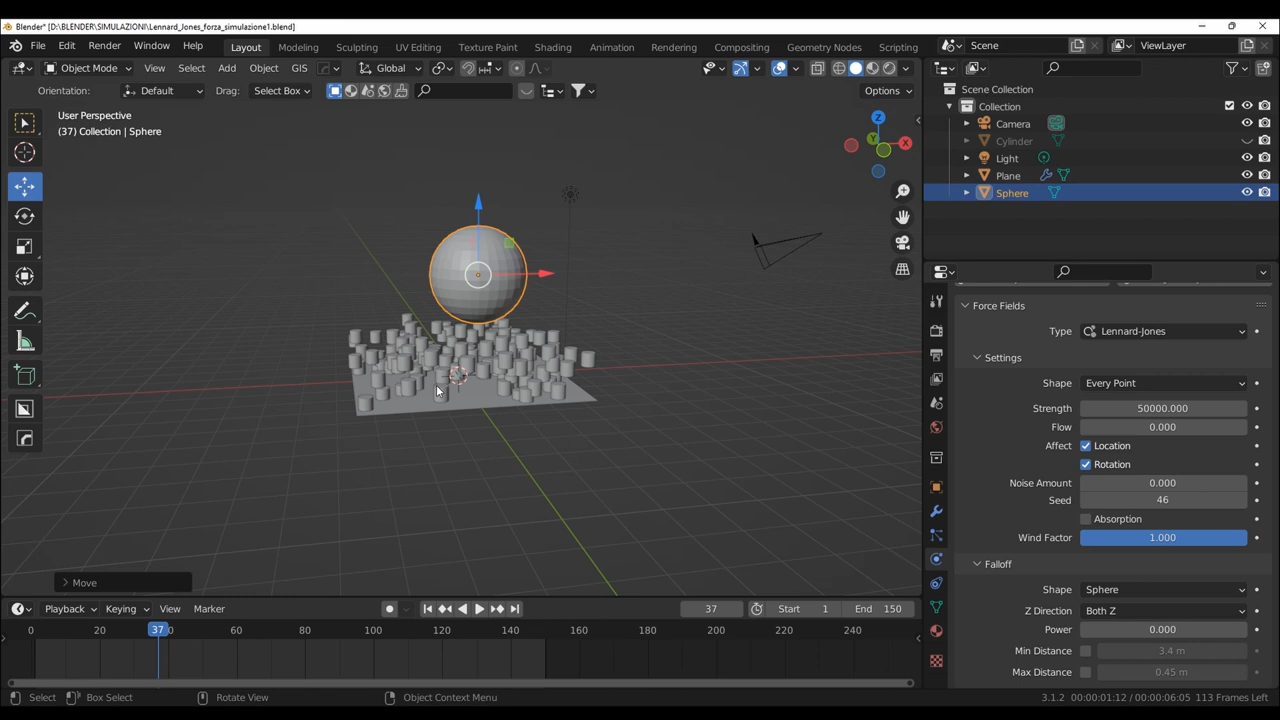 Blender* [D:\BLENDER\SIMULAZIONI\Lennard_Jones_forza_simulazione1.blend]
File Edit Render Window Help Layout Modeling Sculpting UV Editing Texture Paint Shading Animation Rendering Compositing Geometry Nodes Scripting Scene ViewLayer
Object Mode View Select Add Object GIS Global
Orientation: Default Drag: Select Box Options
Scene Collection
Collection
Camera
Cylinder
Light
Plane
Sphere
User Perspective
(37) Collection | Sphere
Z
Y
X
Force Fields
Type Lennard-Jones
Settings
Shape Every Point
Strength 50000.000
Flow 0.000
Affect Location
Rotation
Noise Amount 0.000
Seed 46
Absorption
Wind Factor 1.000
Falloff
Shape Sphere
Z Direction Both Z
Power 0.000
Min Distance 3.4 m
Max Distance 0.45 m
Move
Playback Keying View Marker 37 Start 1 End 150
0 20 37 0 60 80 100 120 140 160 180 200 220 240
Select Box Select Rotate View Object Context Menu 3.1.2 00:00:01:12 / 00:00:06:05 113 Frames Left